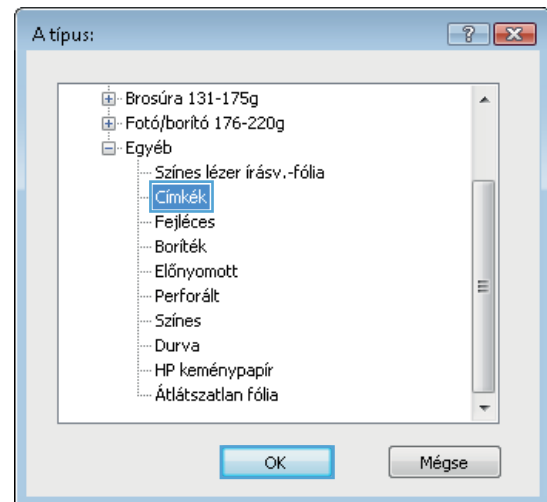 A típus:
Brosúra 131-175g
Fotó/borító 176-220g
Egyéb
Színes lézer írásv.-fólia
Címkék
Fejléces
Boríték
Előnyomott
Perforált
Színes
Durva
HP keménypapír
Átlátszatlan fólia
OK Mégse